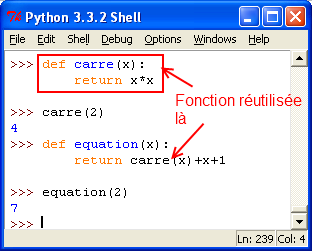 Python 3.3.2 Shell
File Edit Shell Debug Options Windows Help
>>> def carre(x):
        return x*x
Fonction réutilisée
là
>>> carre(2)
4
>>> def equation(x):
        return carre(x)+x+1
>>> equation(2)
7
>>>
Ln: 239 Col: 4